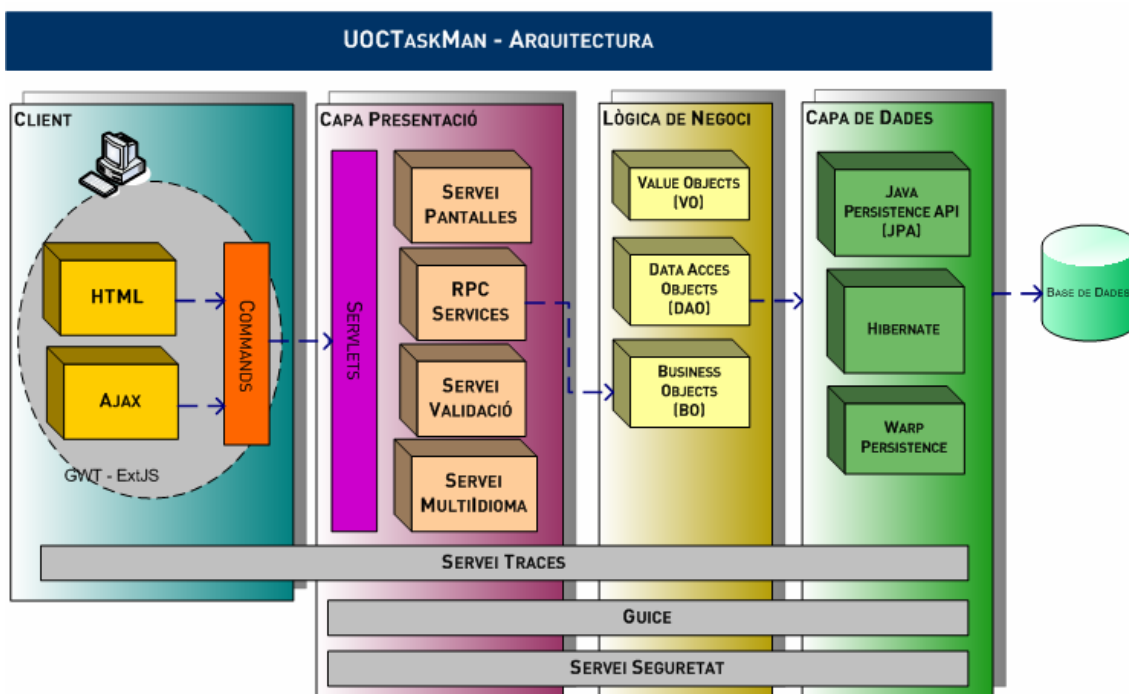 UOCTaskMan - Arquitectura
Client
HTML
Ajax
Commands
GWT - ExtJS
Capa Presentació
Servlets
Servei
Pantalles
RPC
Services
Servei
Validació
Servei
MultiIdioma
Lògica de Negoci
Value Objects
(VO)
Data Acces
Objects
(DAO)
Business
Objects
(BO)
Capa de Dades
Java
Persistence API
(JPA)
Hibernate
Warp
Persistence
Base de Dades
Servei Traces
Guice
Servei Seguretat